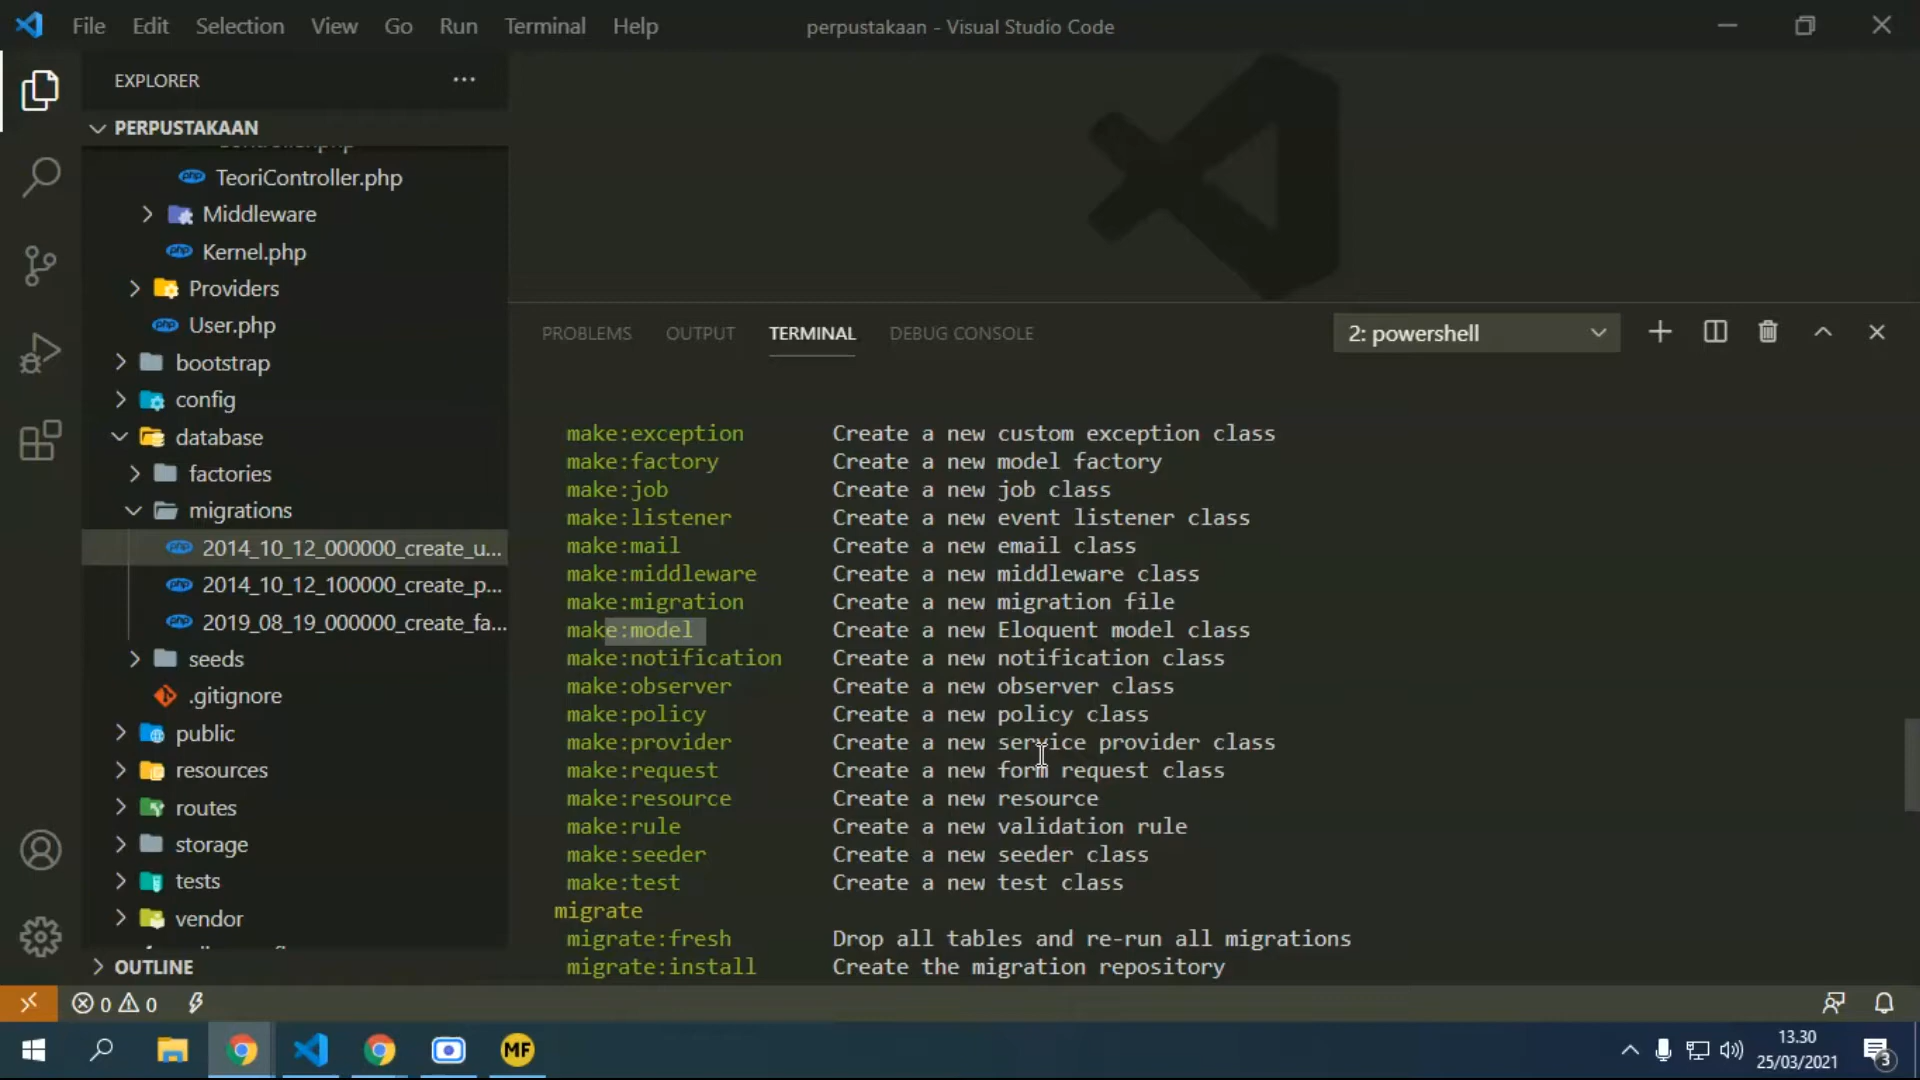 File Edit Selection View Go Run Terminal Help
perpustakaan - Visual Studio Code
EXPLORER
PERPUSTAKAAN
TeoriController.php
Middleware
Kernel.php
Providers
User.php
bootstrap
config
database
factories
migrations
2014_10_12_000000_create_u...
2014_10_12_100000_create_p...
2019_08_19_000000_create_fa...
seeds
.gitignore
public
resources
routes
storage
tests
vendor
OUTLINE
PROBLEMS OUTPUT TERMINAL DEBUG CONSOLE
2: powershell
make:exception Create a new custom exception class
make:factory Create a new model factory
make:job Create a new job class
make:listener Create a new event listener class
make:mail Create a new email class
make:middleware Create a new middleware class
make:migration Create a new migration file
make:model Create a new Eloquent model class
make:notification Create a new notification class
make:observer Create a new observer class
make:policy Create a new policy class
make:provider Create a new service provider class
make:request Create a new form request class
make:resource Create a new resource
make:rule Create a new validation rule
make:seeder Create a new seeder class
make:test Create a new test class
migrate
migrate:fresh Drop all tables and re-run all migrations
migrate:install Create the migration repository
0 0
MF
13.30
25/03/2021
3